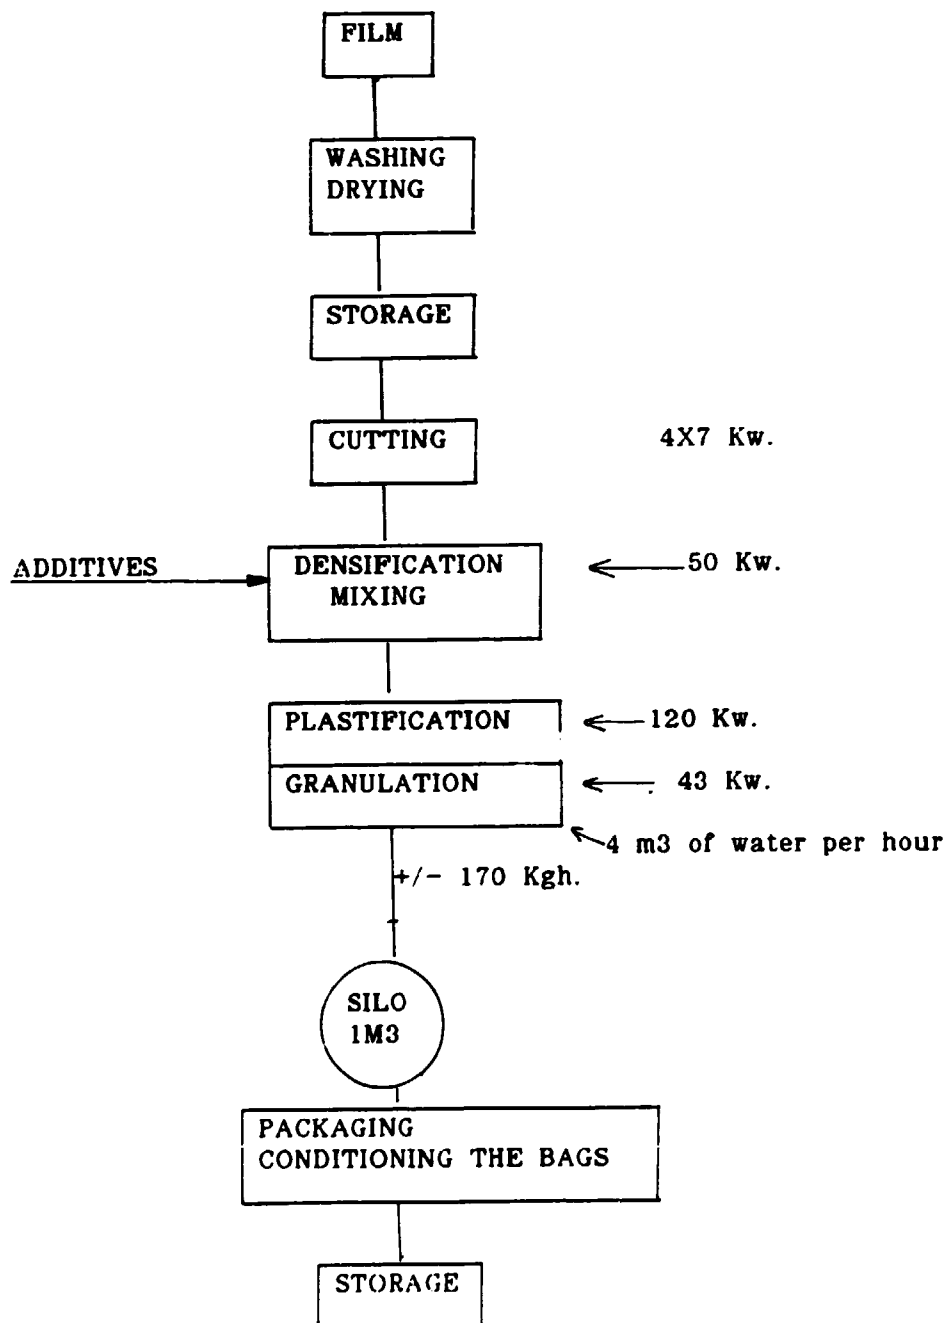 FILM
WASHING
DRYING
STORAGE
CUTTING
4X7 Kw.
ADDITIVES
DENSIFICATION
MIXING
50 Kw.
PLASTIFICATION
120 Kw.
GRANULATION
43 Kw.
4 m3 of water per hour
+/- 170 Kgh.
SILO
1M3
PACKAGING
CONDITIONING THE BAGS
STORAGE